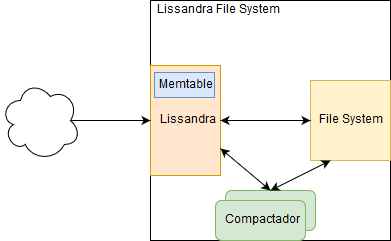 Lissandra File System
Memtable
Lissandra
File System
Compactador